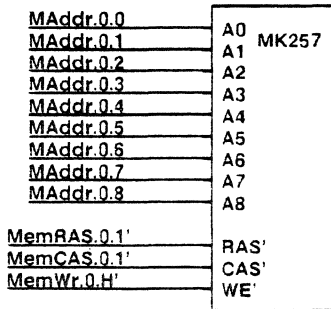 MAddr.0.0
MAddr.0.1
MAddr.0.2
MAddr.0.3
MAddr.0.4
MAddr.0.5
MAddr.0.6
MAddr.0.7
MAddr.0.8
MemRAS.0.1'
MemCAS.0.1'
MemWr.0.H'
A0 MK257
A1
A2
A3
A4
A5
A6
A7
A8
RAS'
CAS'
WE'